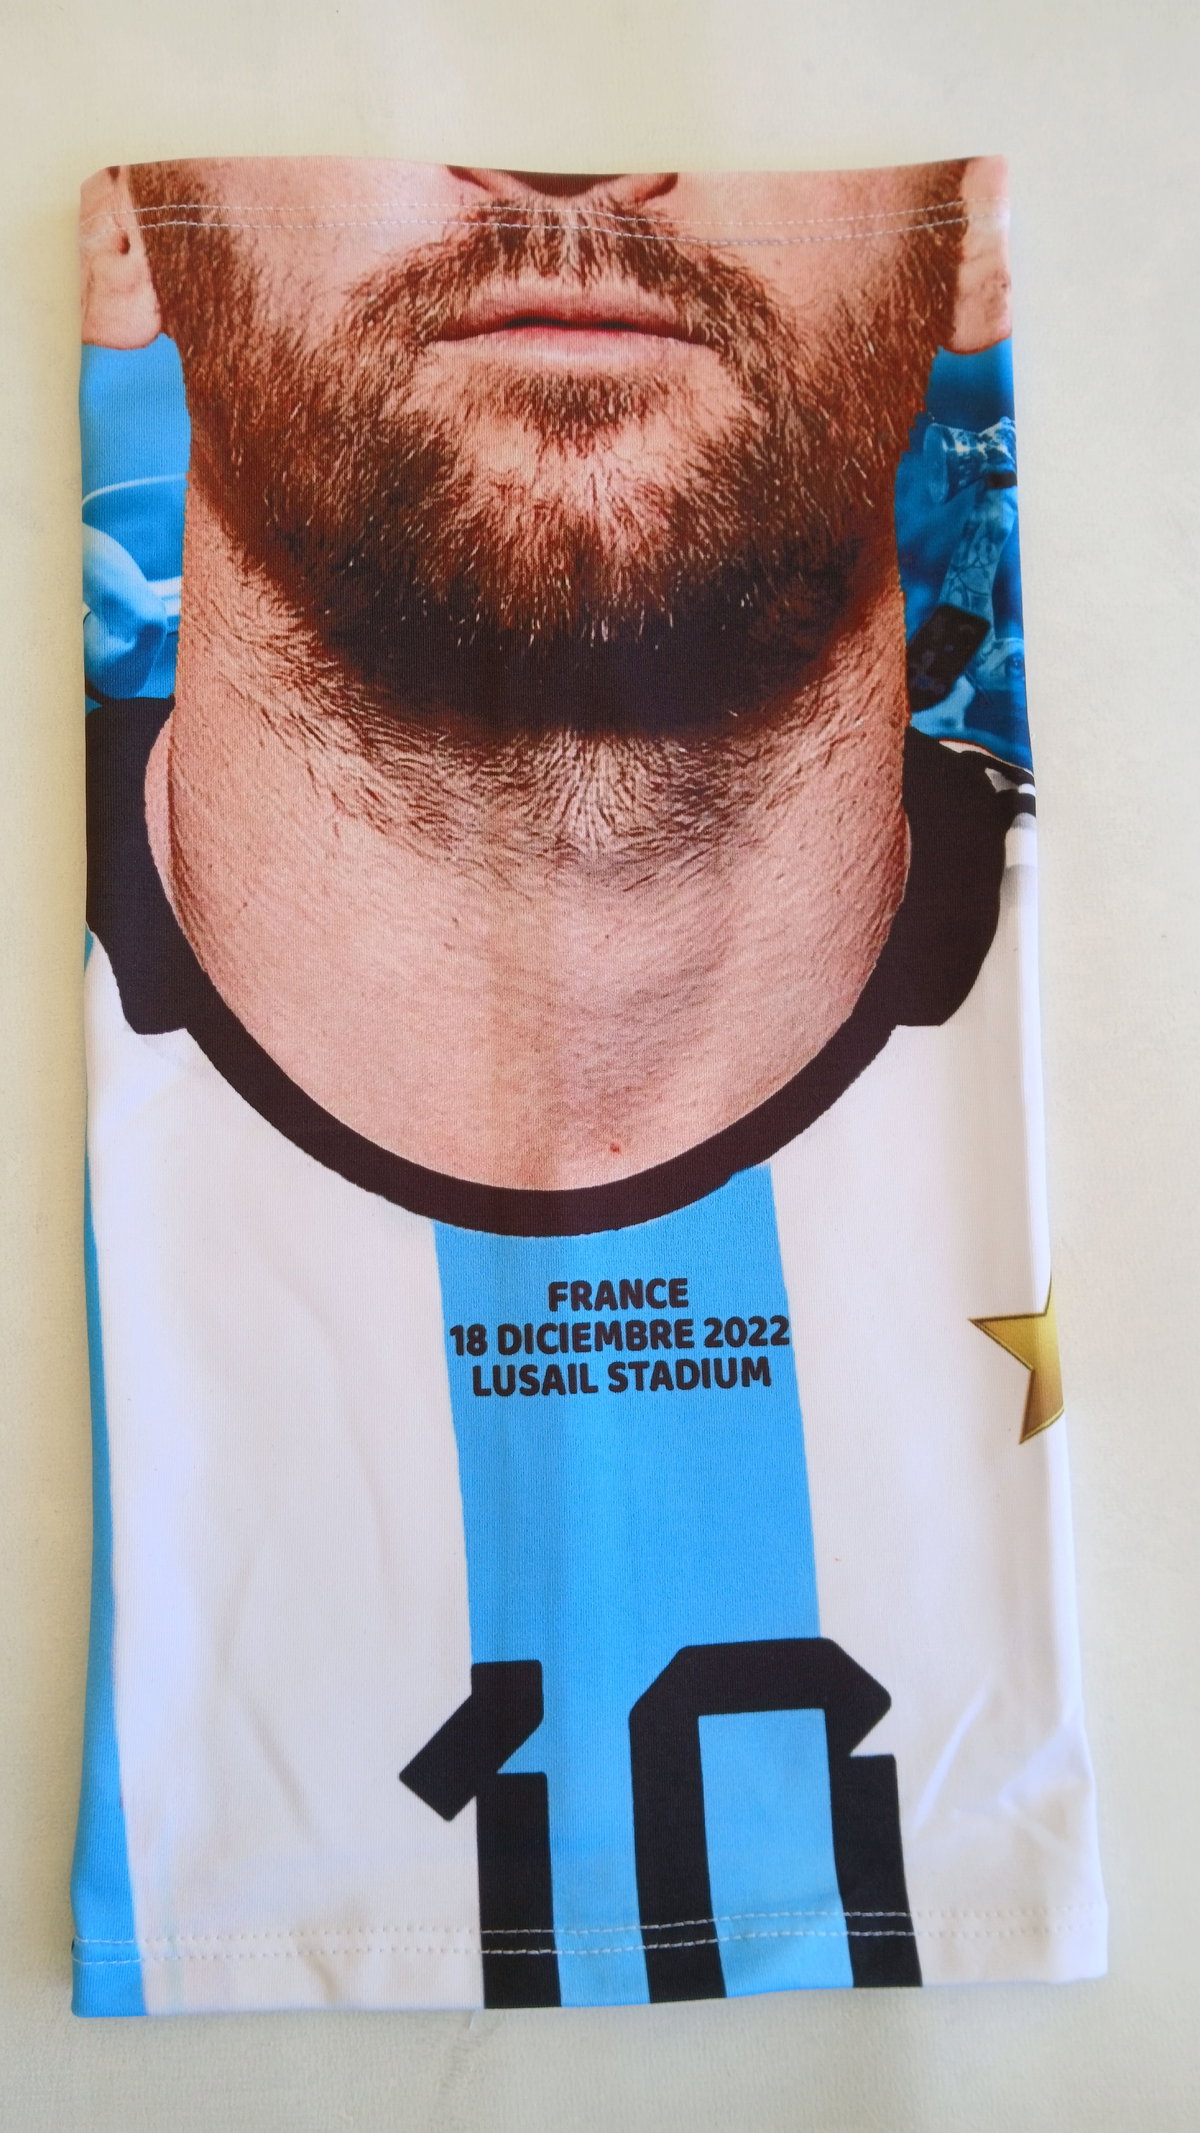 FRANCE
18 DICIEMBRE 2022
LUSAIL STADIUM
10